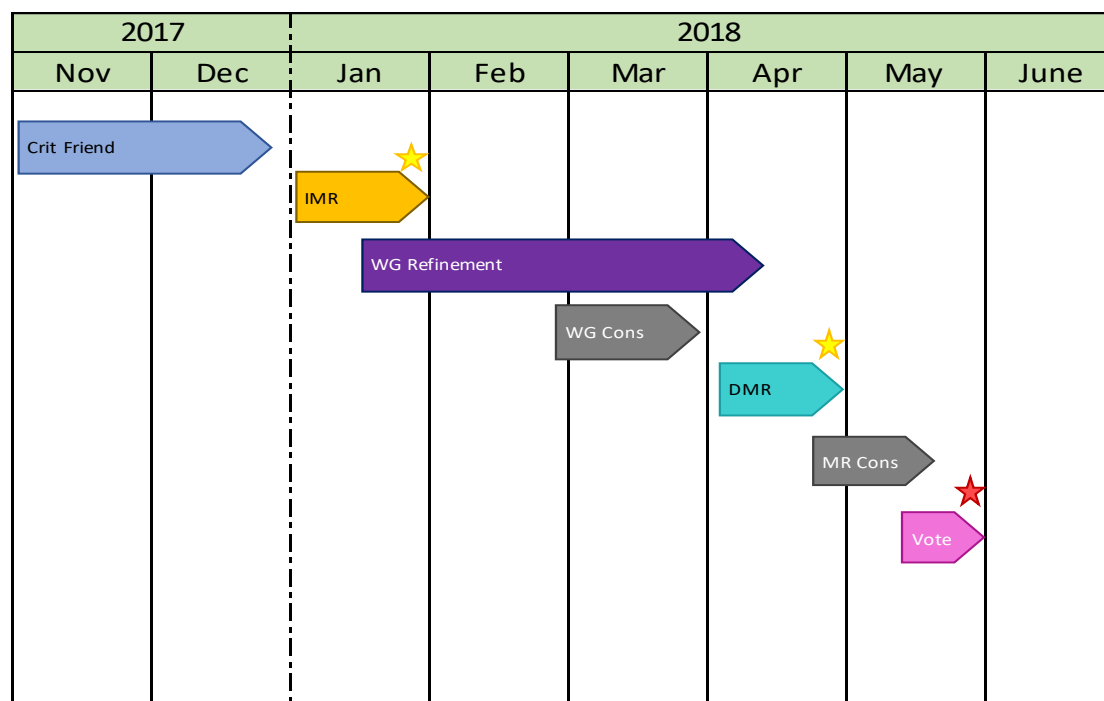 2017 2018
Nov Dec Jan Feb Mar Apr May June
Crit Friend
IMR
WG Refinement
WG Cons
DMR
MR Cons
Vote